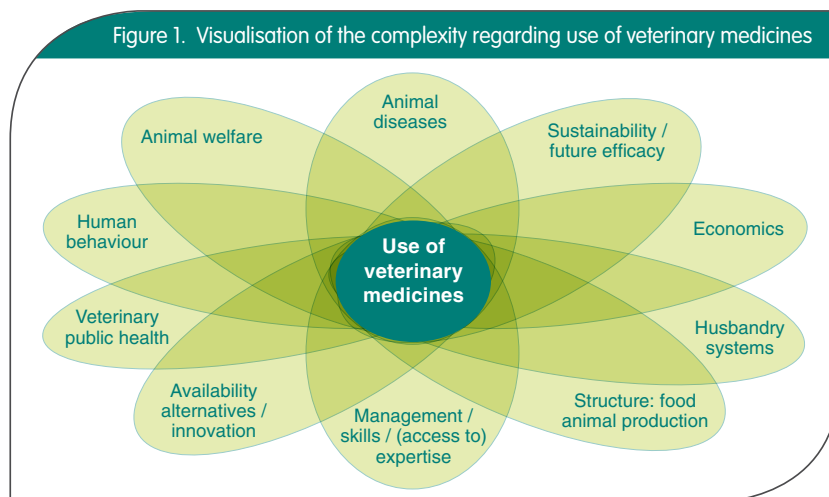 Figure 1. Visualisation of the complexity regarding use of veterinary medicines
Animal
diseases
Animal welfare
Sustainability /
future efficacy
Human
behaviour
Economics
Use of
veterinary
medicines
Veterinary
public health
Husbandry
systems
Availability
alternatives /
innovation
Management /
skills / (access to)
expertise
Structure: food
animal production